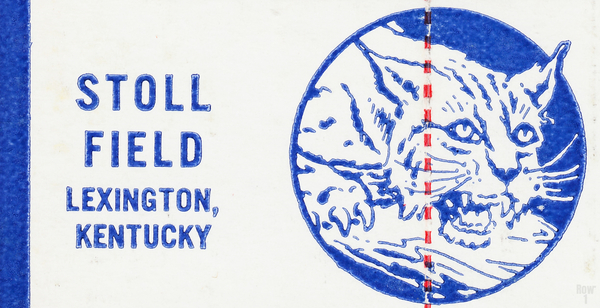 STOLL
FIELD
LEXINGTON,
KENTUCKY